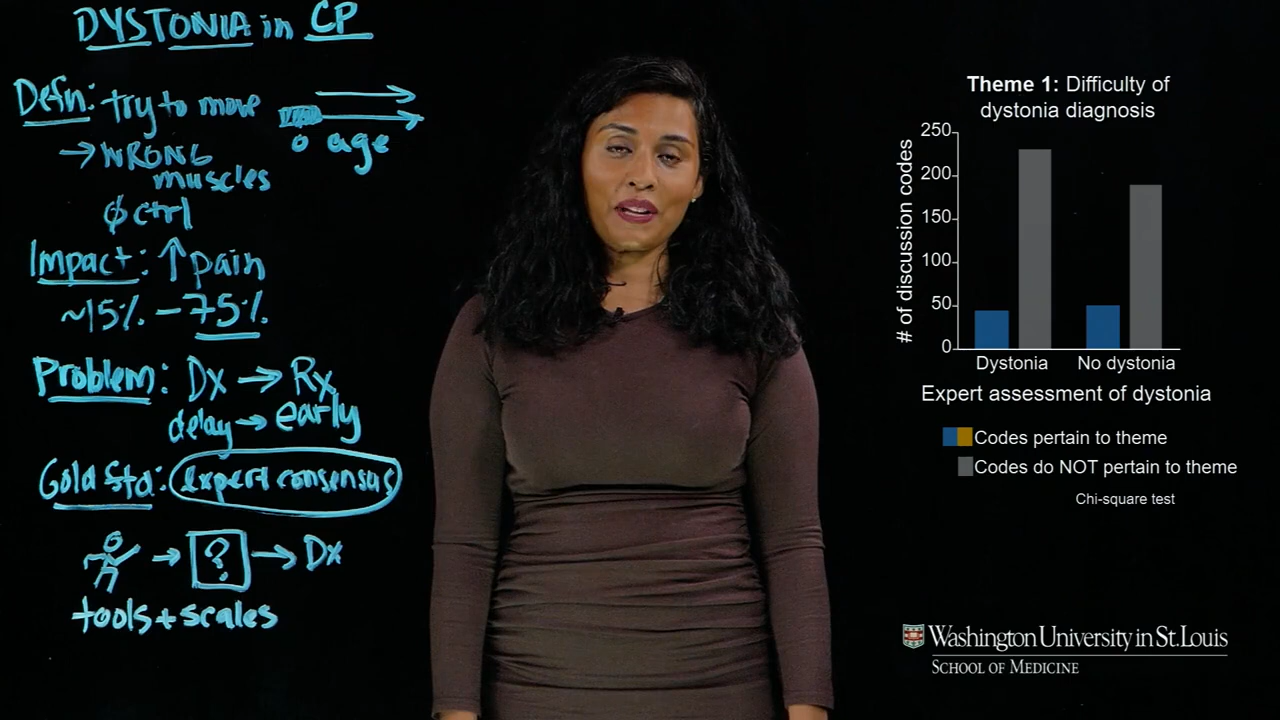 DYSTONIA in CP
Defn: try to move
→ WRONG
muscles
∅ ctrl
0 age
Impact: ↑ pain
~15% – 75%
Problem: Dx → Rx
delay → early
Gold Std: expert consensus
→ ? → Dx
tools + scales
Theme 1: Difficulty of
dystonia diagnosis
# of discussion codes
250
200
150
100
50
0
Dystonia No dystonia
Expert assessment of dystonia
Codes pertain to theme
Codes do NOT pertain to theme
Chi-square test
Washington University in St. Louis
SCHOOL OF MEDICINE